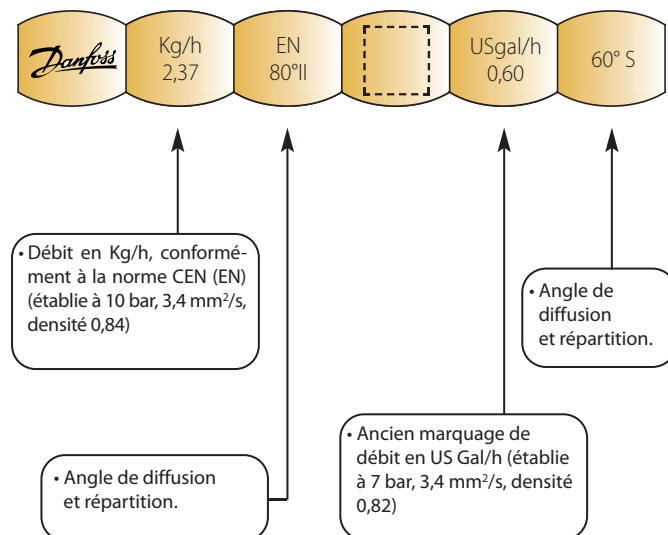 Danfoss
Kg/h
2,37
EN
80°II
USgal/h
0,60
60° S
• Débit en Kg/h, conformé-
ment à la norme CEN (EN)
(établie à 10 bar, 3,4 mm²/s,
densité 0,84)
• Angle de
diffusion
et répartition.
• Ancien marquage de
débit en US Gal/h (établie
à 7 bar, 3,4 mm²/s, densité
0,82)
• Angle de diffusion
et répartition.